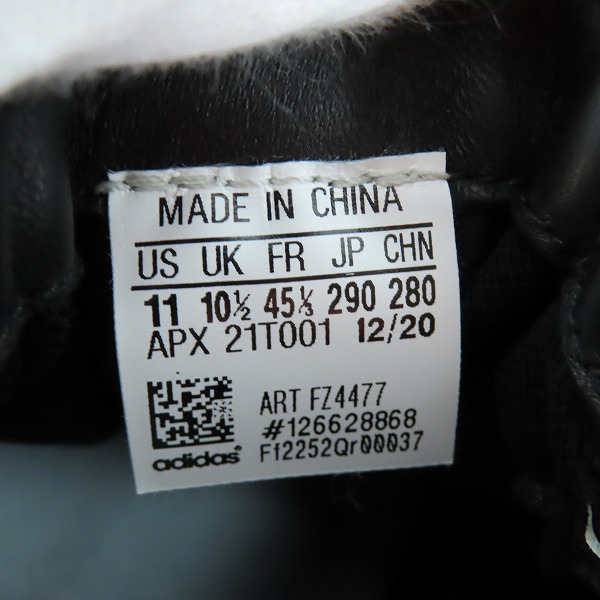 MADE IN CHINA
US UK FR JP CHN
11 10½ 45⅓ 290 280
APX 21T001 12/20
ART FZ4477
#126628868
Ff2252Qr00037
adidas